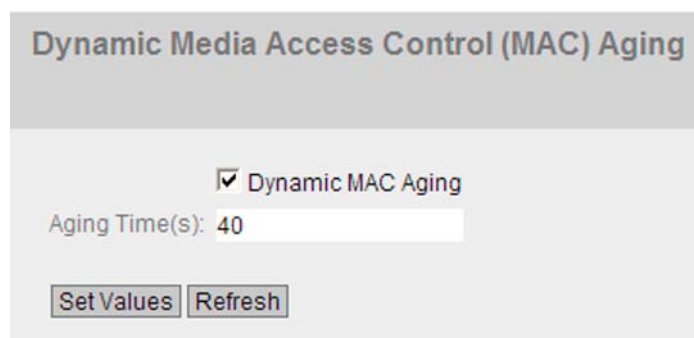 Dynamic Media Access Control (MAC) Aging
Dynamic MAC Aging
Aging Time(s): 40
Set Values Refresh